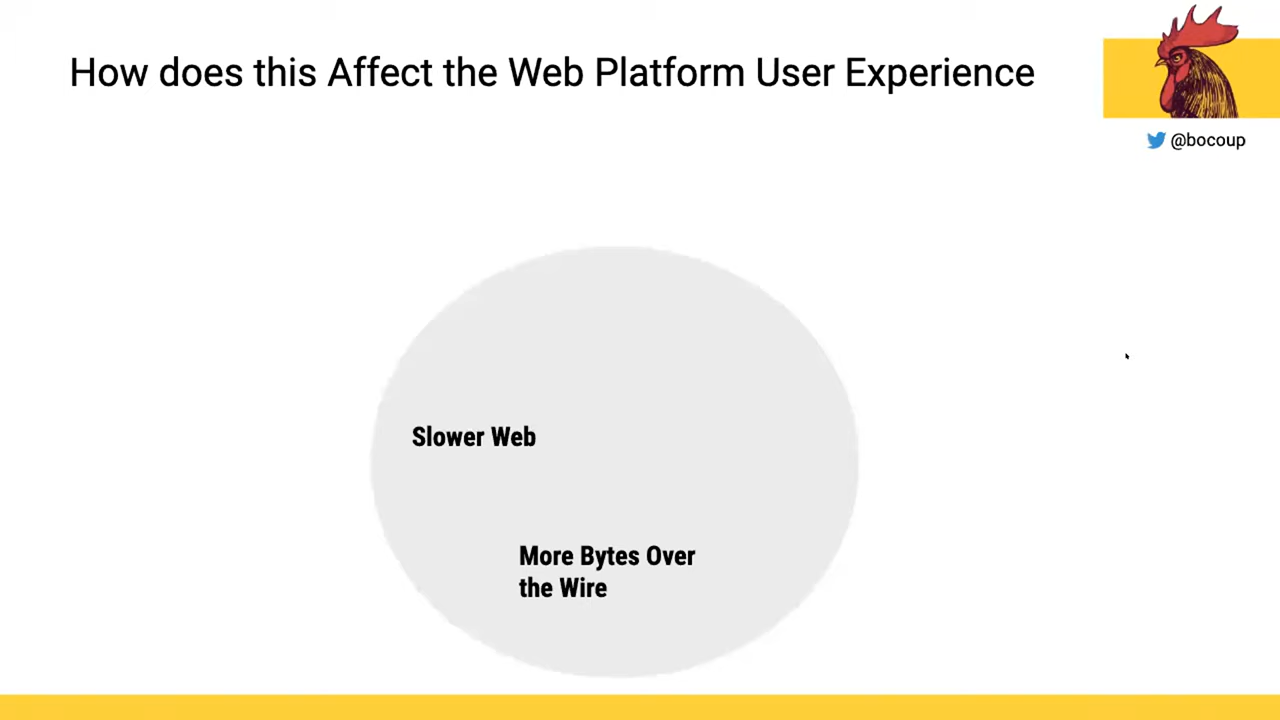 How does this Affect the Web Platform User Experience
@bocoup
Slower Web
More Bytes Over
the Wire